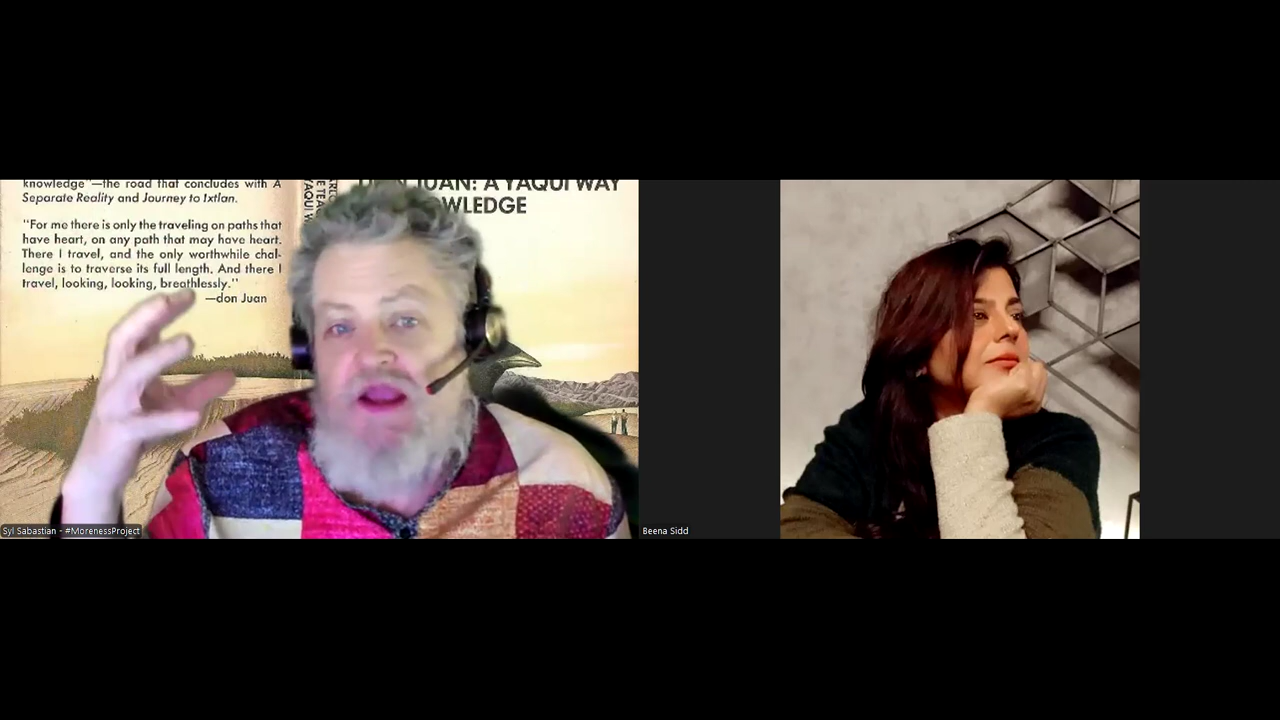 knowledge"—the road that concludes with A
Separate Reality and Journey to Ixtlan.
"For me there is only the traveling on paths that
have heart, on any path that may have heart.
There I travel, and the only worthwhile chal-
lenge is to traverse its full length. And there I
travel, looking, looking, breathlessly."
—don Juan
JUAN: A YAQUI WAY
WLEDGE
Syl Sabastian - #MorenessProject
Beena Sidd